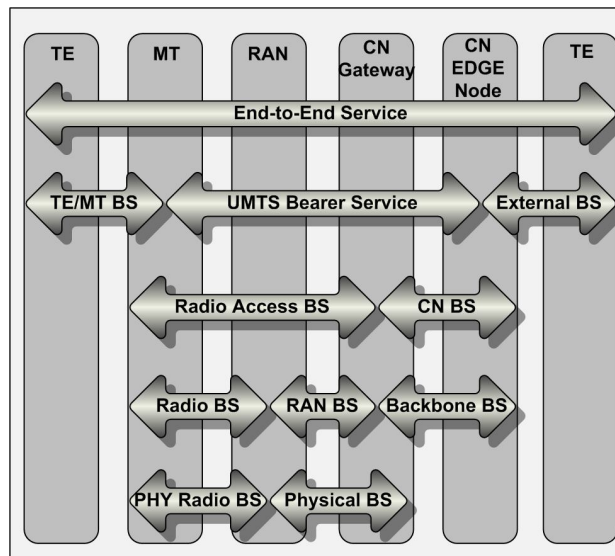 TE MT RAN CN Gateway CN EDGE Node TE
End-to-End Service
TE/MT BS UMTS Bearer Service External BS
Radio Access BS CN BS
Radio BS RAN BS Backbone BS
PHY Radio BS Physical BS